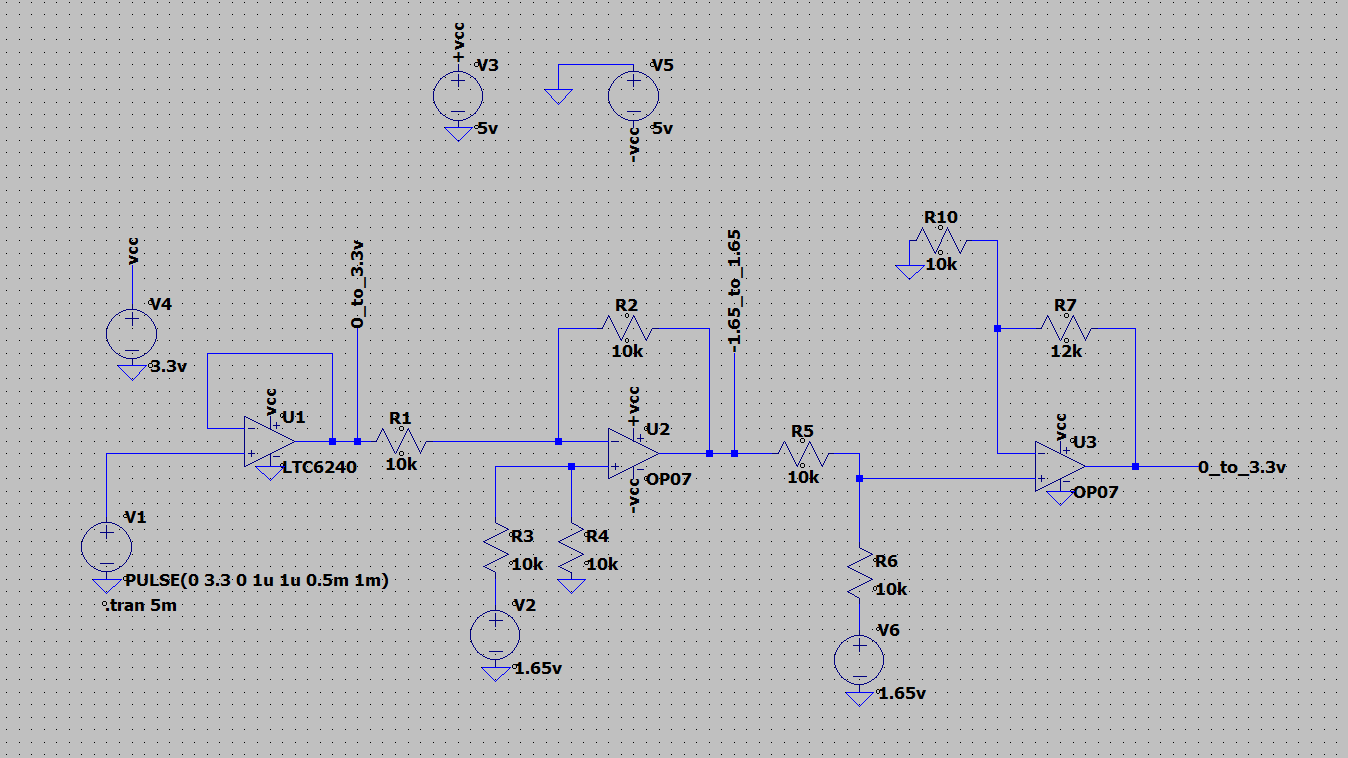 +vcc
V3
5v
V5
5v
-vcc
vcc
V4
3.3v
0_to_3.3v
vcc
U1
LTC6240
R1
10k
V1
PULSE(0 3.3 0 1u 1u 0.5m 1m)
.tran 5m
R2
10k
-1.65_to_1.65
+vcc
U2
OP07
-vcc
R3
10k
R4
10k
V2
1.65v
R5
10k
R6
10k
V6
1.65v
R10
10k
R7
12k
vcc
U3
OP07
0_to_3.3v